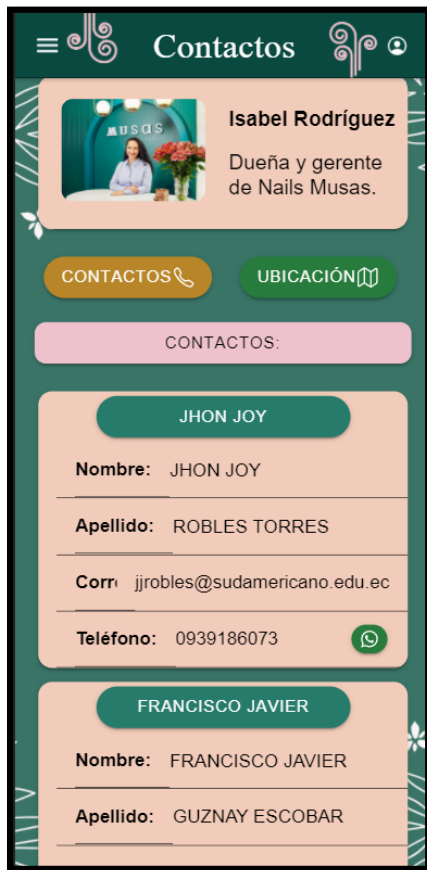 Contactos
MUSAS
Isabel Rodríguez
Dueña y gerente
de Nails Musas.
CONTACTOS
UBICACIÓN
CONTACTOS:
JHON JOY
Nombre: JHON JOY
Apellido: ROBLES TORRES
Corr jjrobles@sudamericano.edu.ec
Teléfono: 0939186073
FRANCISCO JAVIER
Nombre: FRANCISCO JAVIER
Apellido: GUZNAY ESCOBAR